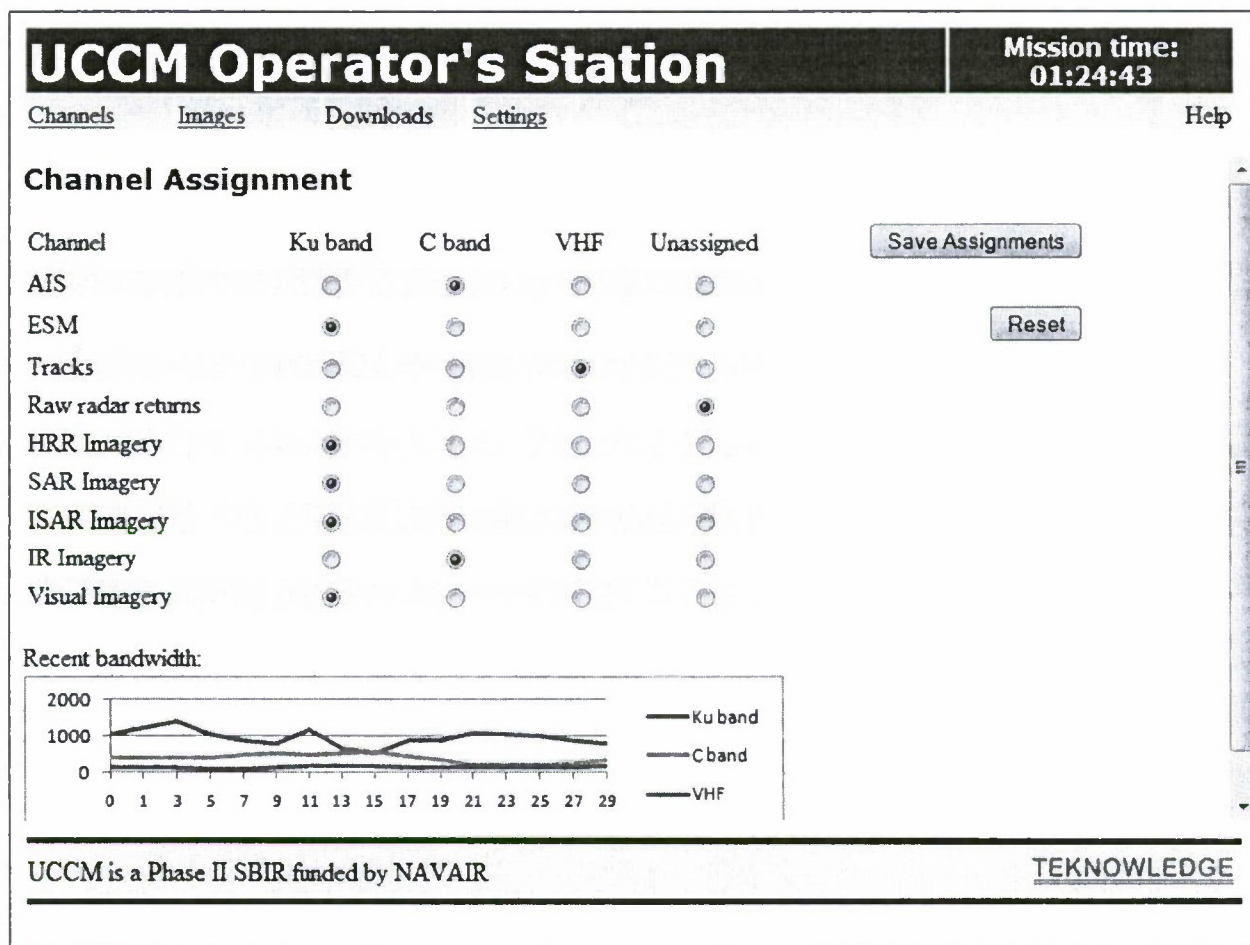 UCCM Operator's Station
Mission time:
01:24:43
Channels Images Downloads Settings Help
Channel Assignment
Channel Ku band C band VHF Unassigned Save Assignments
AIS
ESM Reset
Tracks
Raw radar returns
HRR Imagery
SAR Imagery
ISAR Imagery
IR Imagery
Visual Imagery
Recent bandwidth:
2000
1000
0
0 1 3 5 7 9 11 13 15 17 19 21 23 25 27 29
Ku band
C band
VHF
UCCM is a Phase II SBIR funded by NAVAIR TEKNOWLEDGE